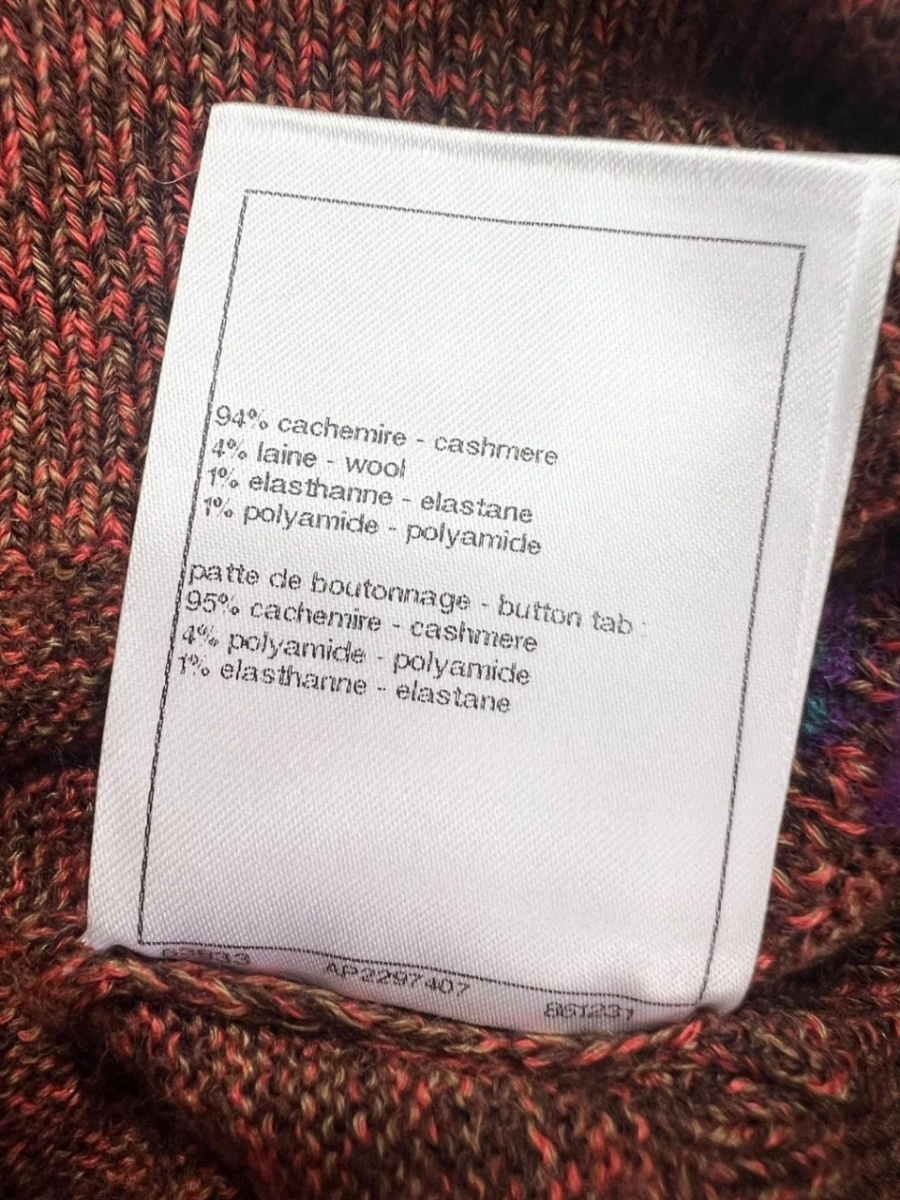 94% cachemire - cashmere
4% laine - wool
1% elasthanne - elastane
1% polyamide - polyamide
patte de boutonnage - button tab :
95% cachemire - cashmere
4% polyamide - polyamide
1% elasthanne - elastane
AP2297407